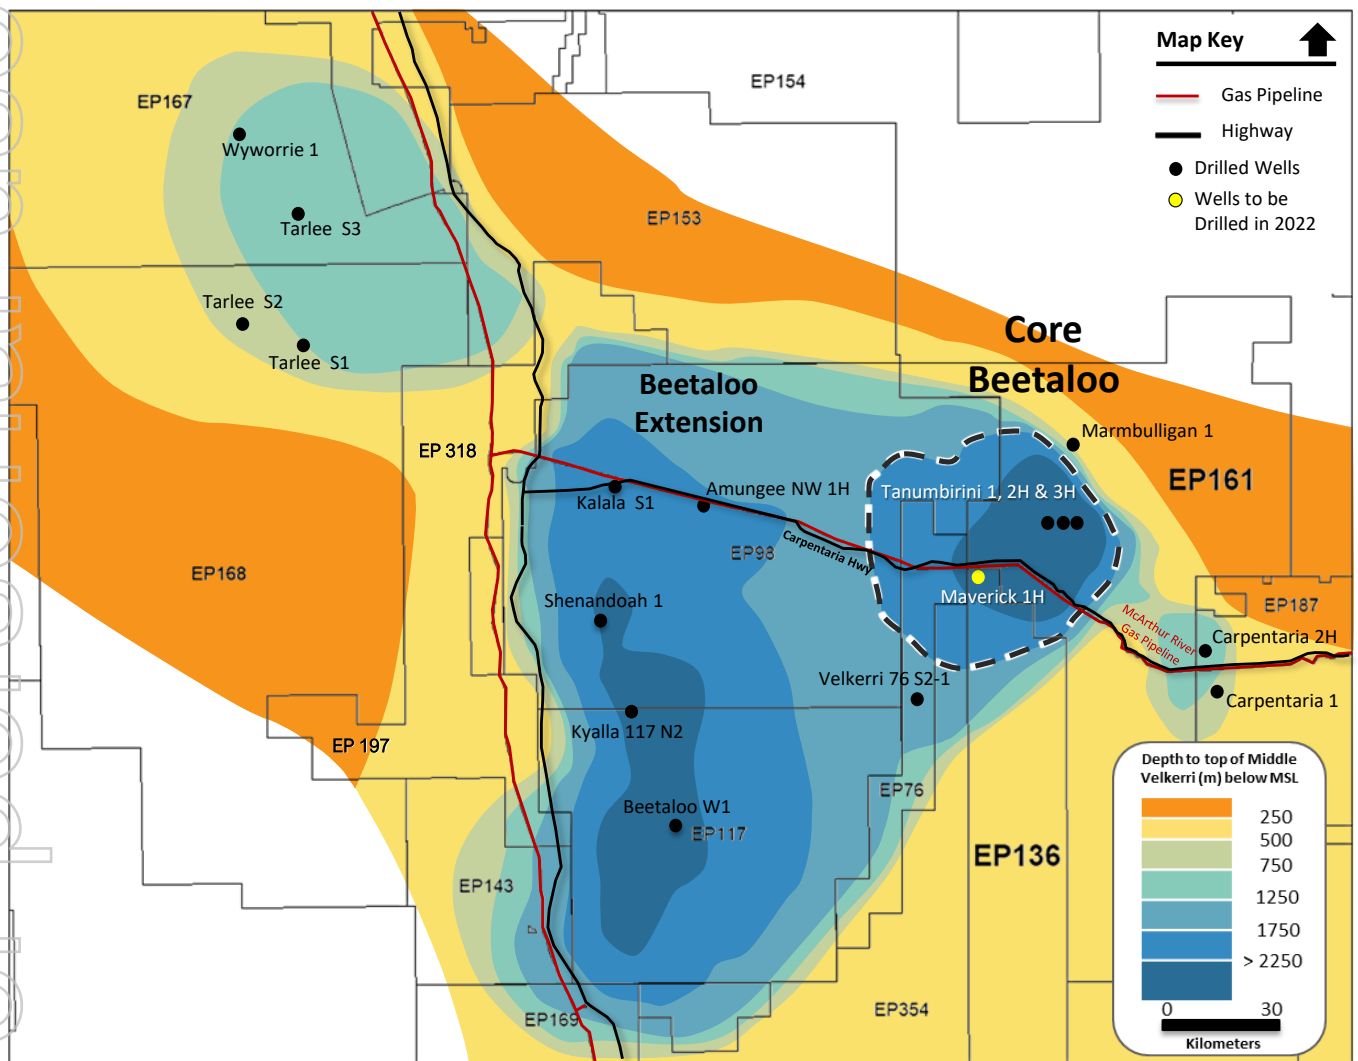 Map Key
Gas Pipeline
Highway
Drilled Wells
Wells to be
Drilled in 2022
EP154
EP167
Wyworrie 1
Tarlee S3
EP153
Tarlee S2
Tarlee S1
Core
Beetaloo
Beetaloo
Extension
EP 318
Marmbulligan 1
EP161
Kalala S1
Amungee NW 1H
Tanumbirini 1, 2H & 3H
EP98
Carpentaria Hwy
EP168
Shenandoah 1
Maverick 1H
EP187
McArthur River
Gas Pipeline
Carpentaria 2H
Velkerri 76 S2-1
Carpentaria 1
Kyalla 117 N2
EP 197
EP76
Beetaloo W1
EP117
EP136
EP143
EP169
EP354
Depth to top of Middle
Velkerri (m) below MSL
250
500
750
1250
1750
> 2250
0 30
Kilometers